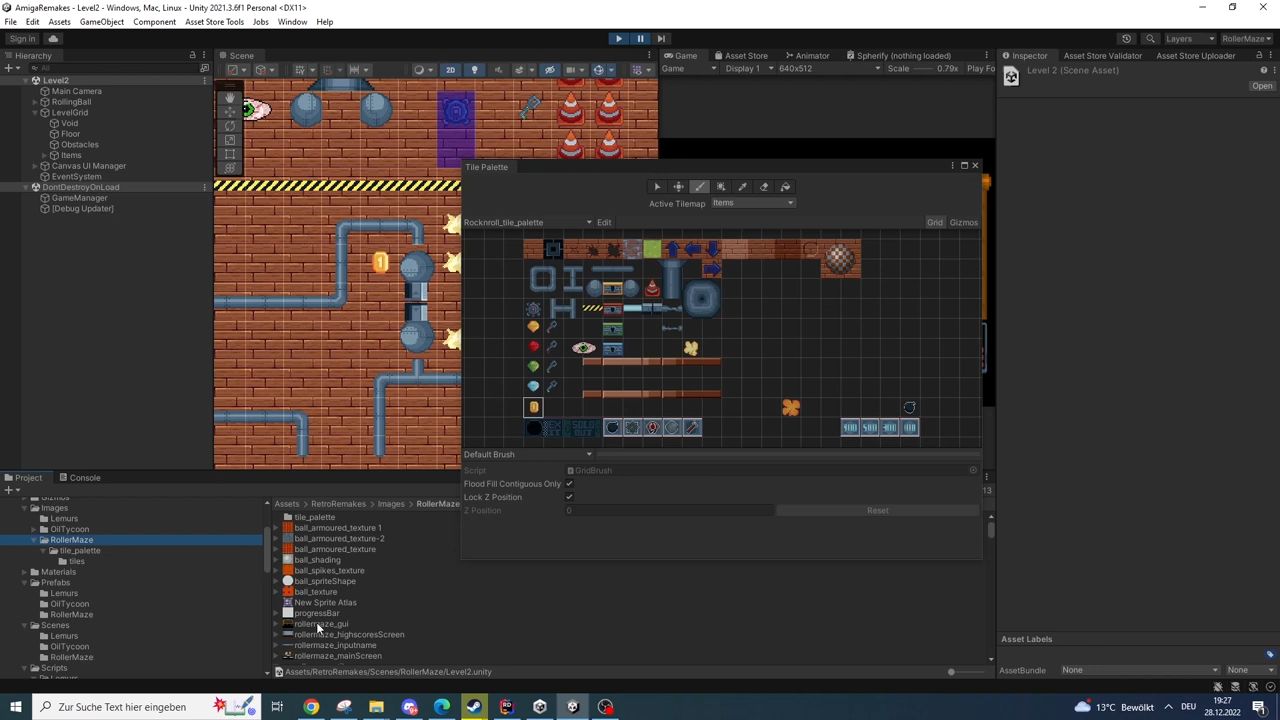 AmigaRemakes - Level2 - Windows, Mac, Linux - Unity 2021.3.6f1 Personal <DX11>
File Edit Assets GameObject Component Asset Store Tools Jobs Window Help
Sign in Layers RollerMaze
Hierarchy Scene Game Asset Store Animator Spherify (nothing loaded) Inspector Asset Store Validator Asset Store Uploader
All 2D Game Display 1 640x512 Scale 0.79x Play Fo Level 2 (Scene Asset)
Open
Level2
Main Camera
RollingBall
LevelGrid
Void
Floor
Obstacles
Items
Canvas UI Manager
EventSystem
DontDestroyOnLoad
GameManager
[Debug Updater]
Tile Palette
Active Tilemap Items
Rocknroll_tile_palette Edit Grid Gizmos
Default Brush
Script GridBrush
Flood Fill Contiguous Only
Lock Z Position
Z Position 0 Reset
Project Console
13
Gizmos
Images
Lemurs
OilTycoon
RollerMaze
tile_palette
tiles
Materials
Prefabs
Lemurs
OilTycoon
RollerMaze
Scenes
Lemurs
OilTycoon
RollerMaze
Scripts
Lemurs
Assets RetroRemakes Images RollerMaze
tile_palette
ball_armoured_texture 1
ball_armoured_texture-2
ball_armoured_texture
ball_shading
ball_spikes_texture
ball_spriteShape
ball_texture
New Sprite Atlas
progressBar
rollermaze_gui
rollermaze_highscoresScreen
rollermaze_inputname
rollermaze_mainScreen
Assets/RetroRemakes/Scenes/RollerMaze/Level2.unity
Asset Labels
AssetBundle None None
Zur Suche Text hier eingeben
13°C Bewölkt DEU 19:27
28.12.2022